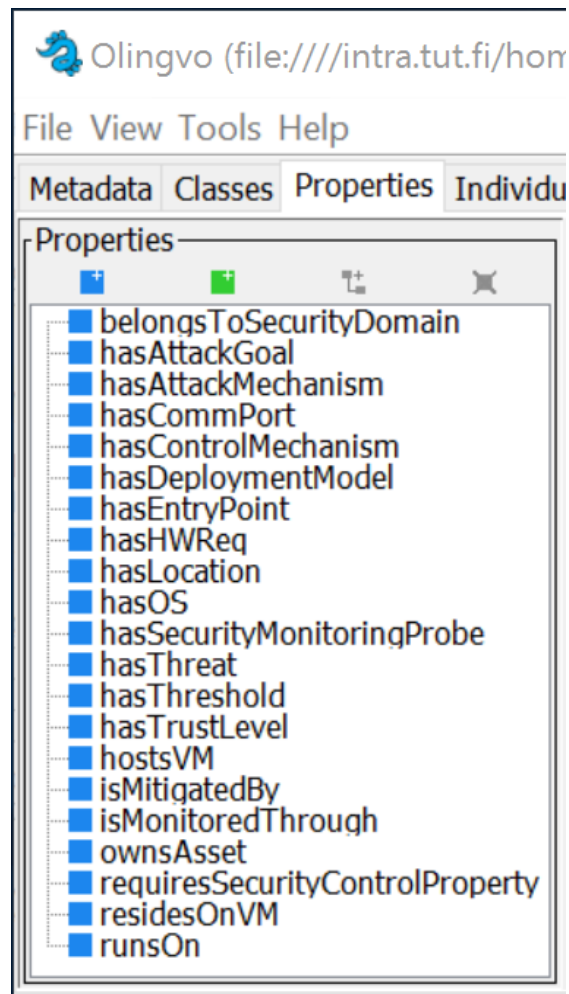 Olingvo (file:////intra.tut.fi/hom
File View Tools Help
Metadata Classes Properties Individu
Properties
belongsToSecurityDomain
hasAttackGoal
hasAttackMechanism
hasCommPort
hasControlMechanism
hasDeploymentModel
hasEntryPoint
hasHWReq
hasLocation
hasOS
hasSecurityMonitoringProbe
hasThreat
hasThreshold
hasTrustLevel
hostsVM
isMitigatedBy
isMonitoredThrough
ownsAsset
requiresSecurityControlProperty
residesOnVM
runsOn